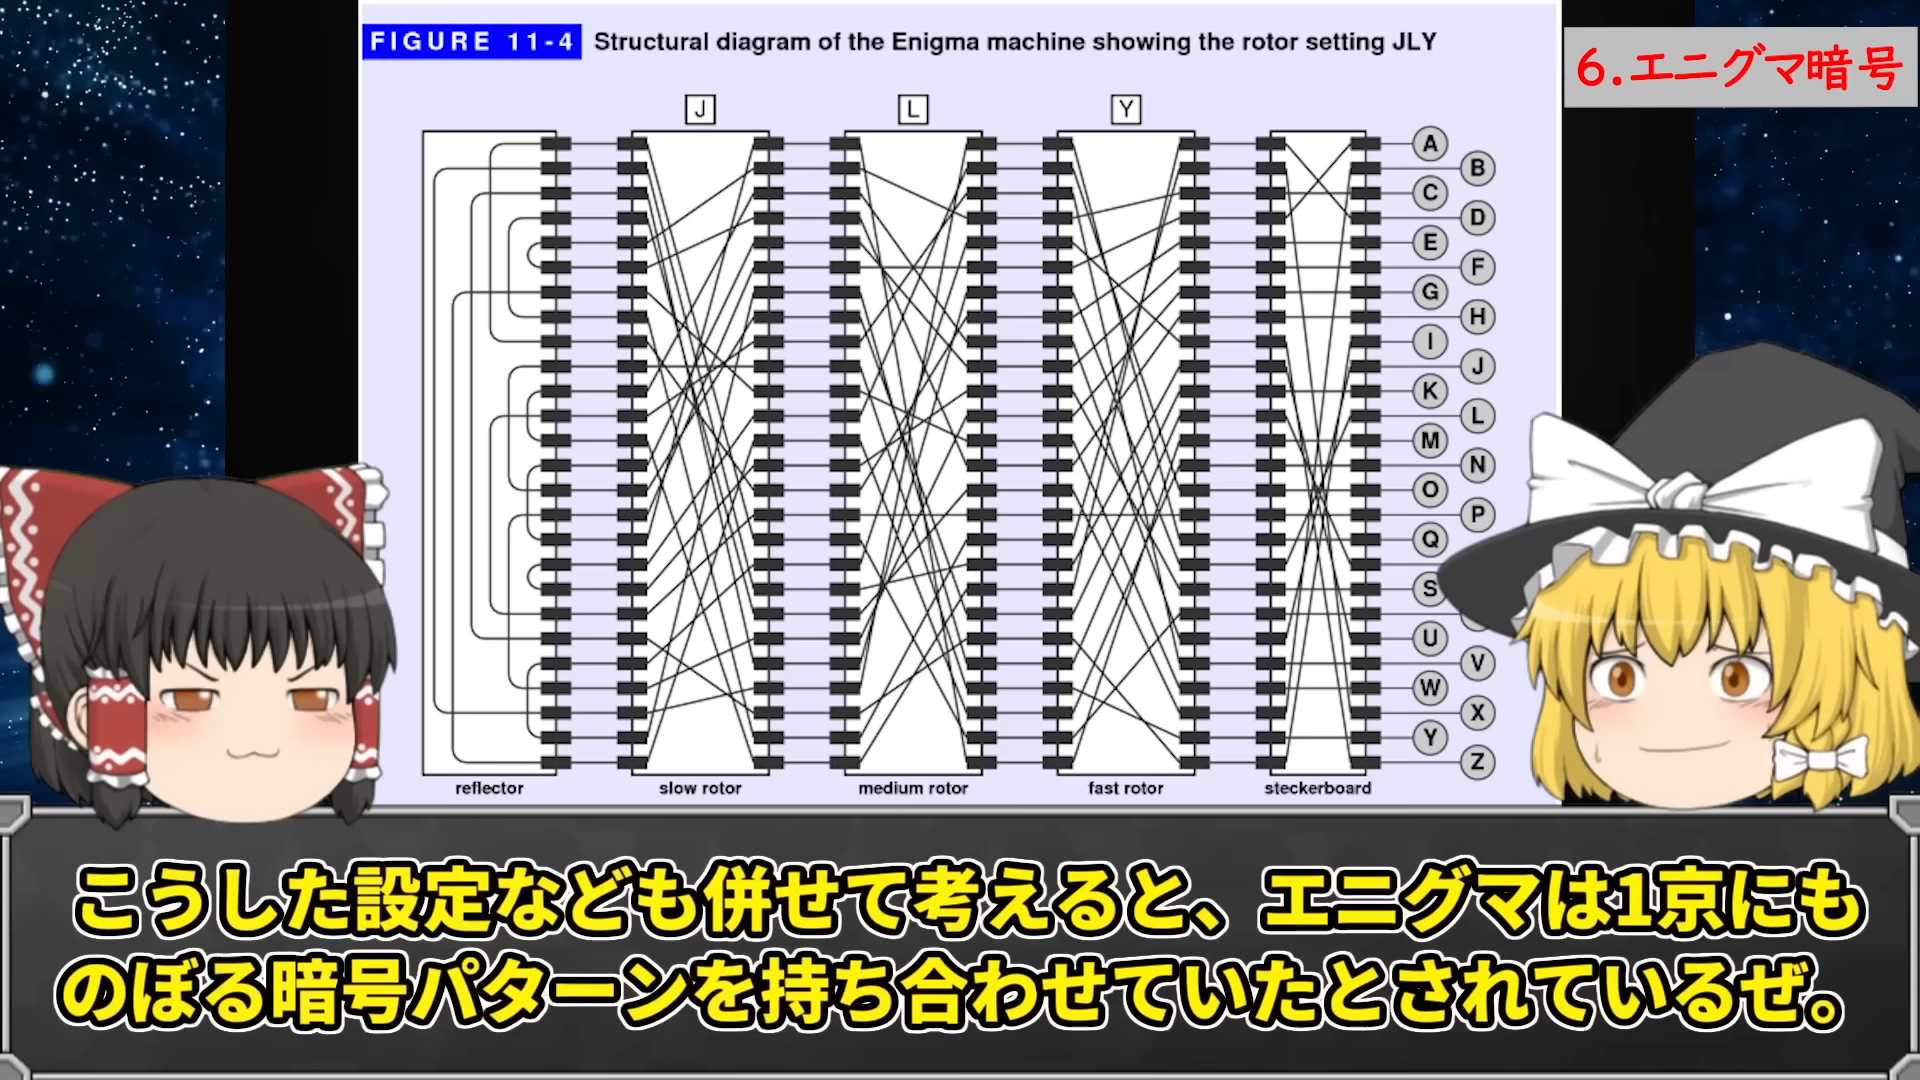 FIGURE 11-4 Structural diagram of the Enigma machine showing the rotor setting JLY
6.エニグマ暗号
J L Y
A
B
C
D
E
F
G
H
I
J
K
L
M
N
O
P
Q
S
U
V
W
X
Y
Z
reflector slow rotor medium rotor fast rotor steckerboard
こうした設定なども併せて考えると、エニグマは1京にも
のぼる暗号パターンを持ち合わせていたとされているぜ。